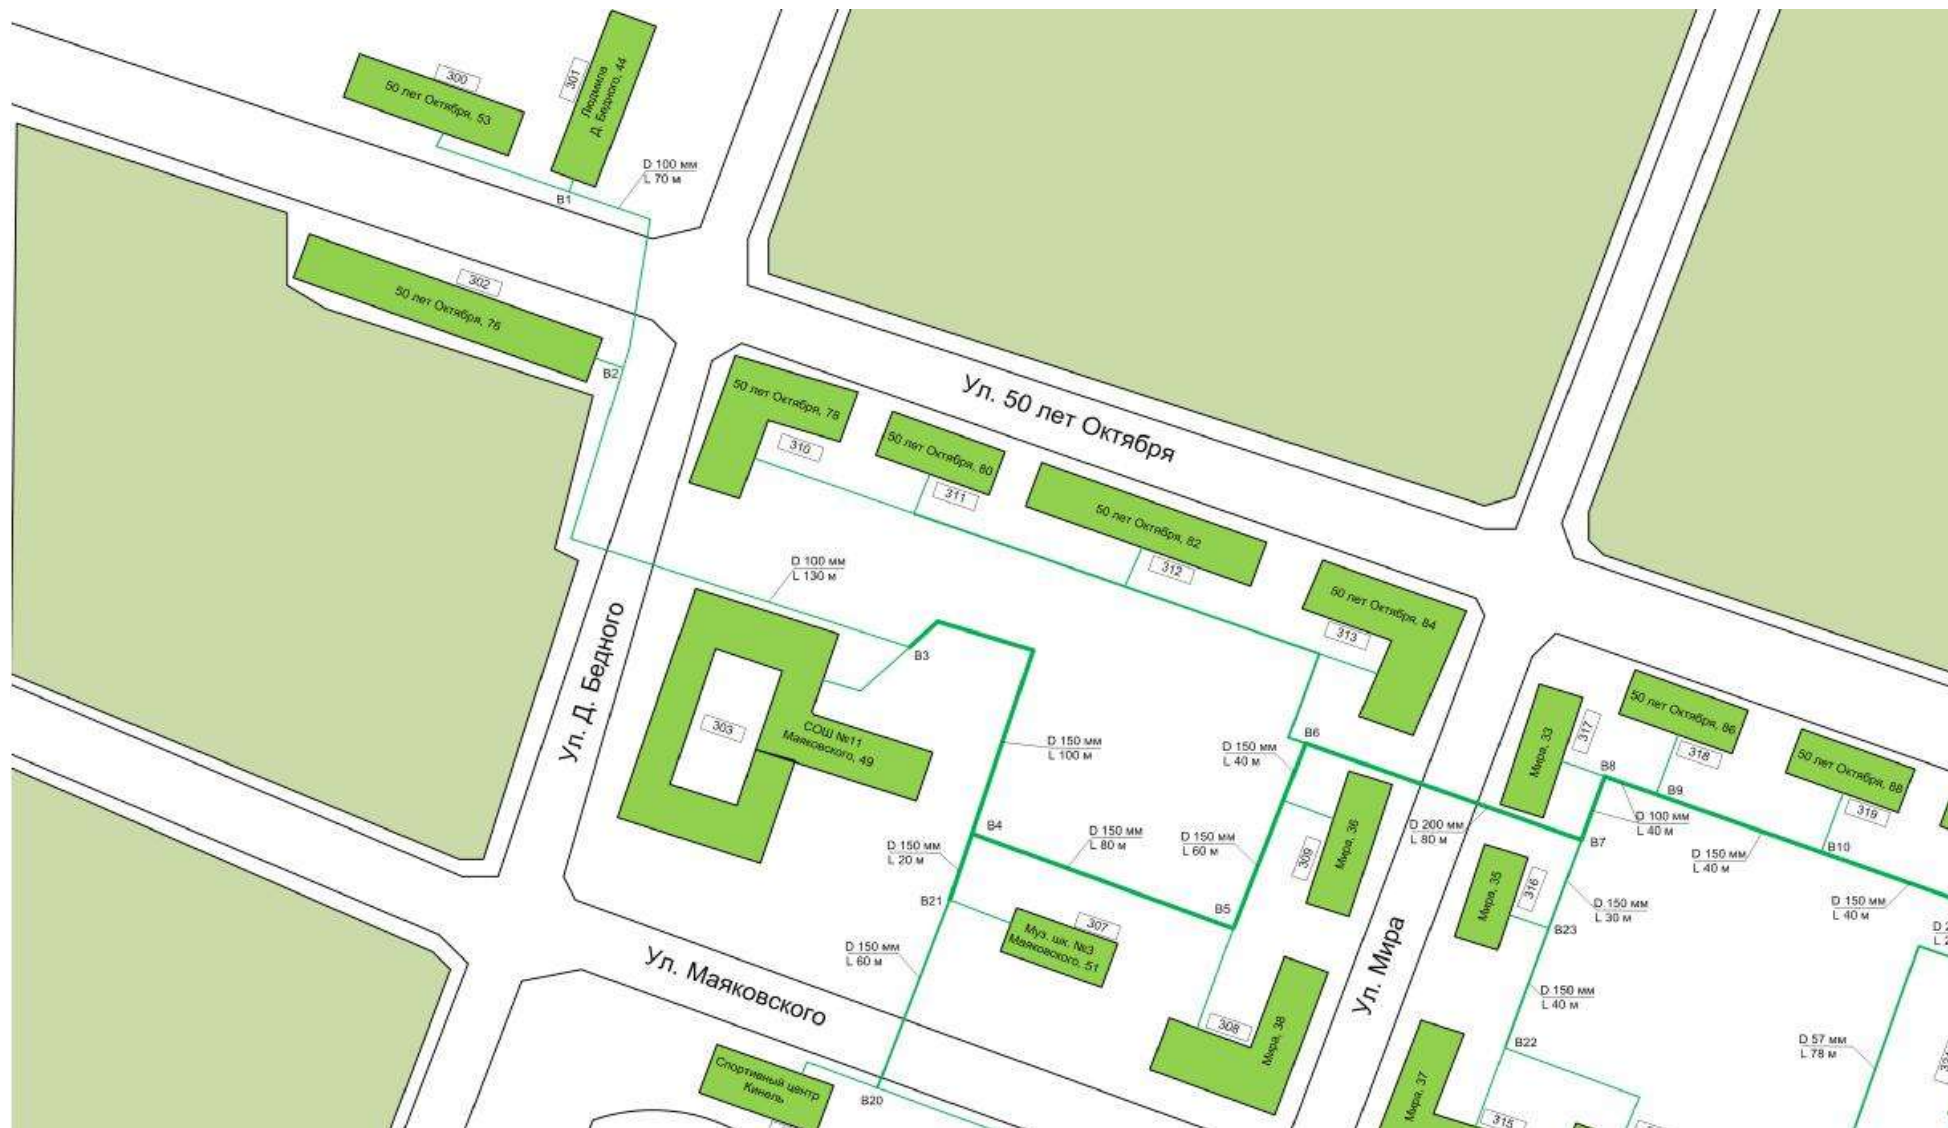 300
50 лет Октября, 53
301
Людмила
Д. Бедного, 44
D 100 мм
L 70 м
В1
302
50 лет Октября, 76
В2
Ул. 50 лет Октября
50 лет Октября, 78
310
50 лет Октября, 80
311
50 лет Октября, 82
312
50 лет Октября, 84
313
D 100 мм
L 130 м
Ул. Д. Бедного
В3
303
СОШ №11
Маяковского, 49
D 150 мм
L 100 м
В6
D 150 мм
L 40 м
Мира, 33
317
50 лет Октября, 86
318
50 лет Октября, 88
319
В8
В9
D 100 мм
L 40 м
D 200 мм
L 80 м
В7
В10
D 150 мм
L 40 м
D 150 мм
L 40 м
В4
D 150 мм
L 80 м
D 150 мм
L 60 м
309
Мира, 36
D 150 мм
L 20 м
В21
В5
307
Муз. шк. №3
Маяковского, 51
Мира, 35
316
D 150 мм
L 30 м
В23
D 150 мм
L 60 м
Ул. Маяковского
Ул. Мира
308
Мира, 38
D 150 мм
L 40 м
В22
D 57 мм
L 78 м
Спортивный центр
Кинель
В20
Мира, 37
315